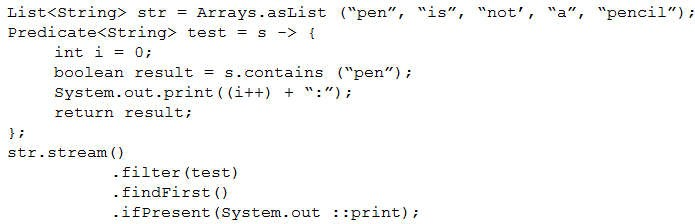 List<String> str = Arrays.asList (“pen”, “is”, “not’, “a”, “pencil”);
Predicate<String> test = s -> {
    int i = 0;
    boolean result = s.contains (“pen”);
    System.out.print((i++) + “:”);
    return result;
};
str.stream()
        .filter(test)
        .findFirst()
        .ifPresent(System.out ::print);